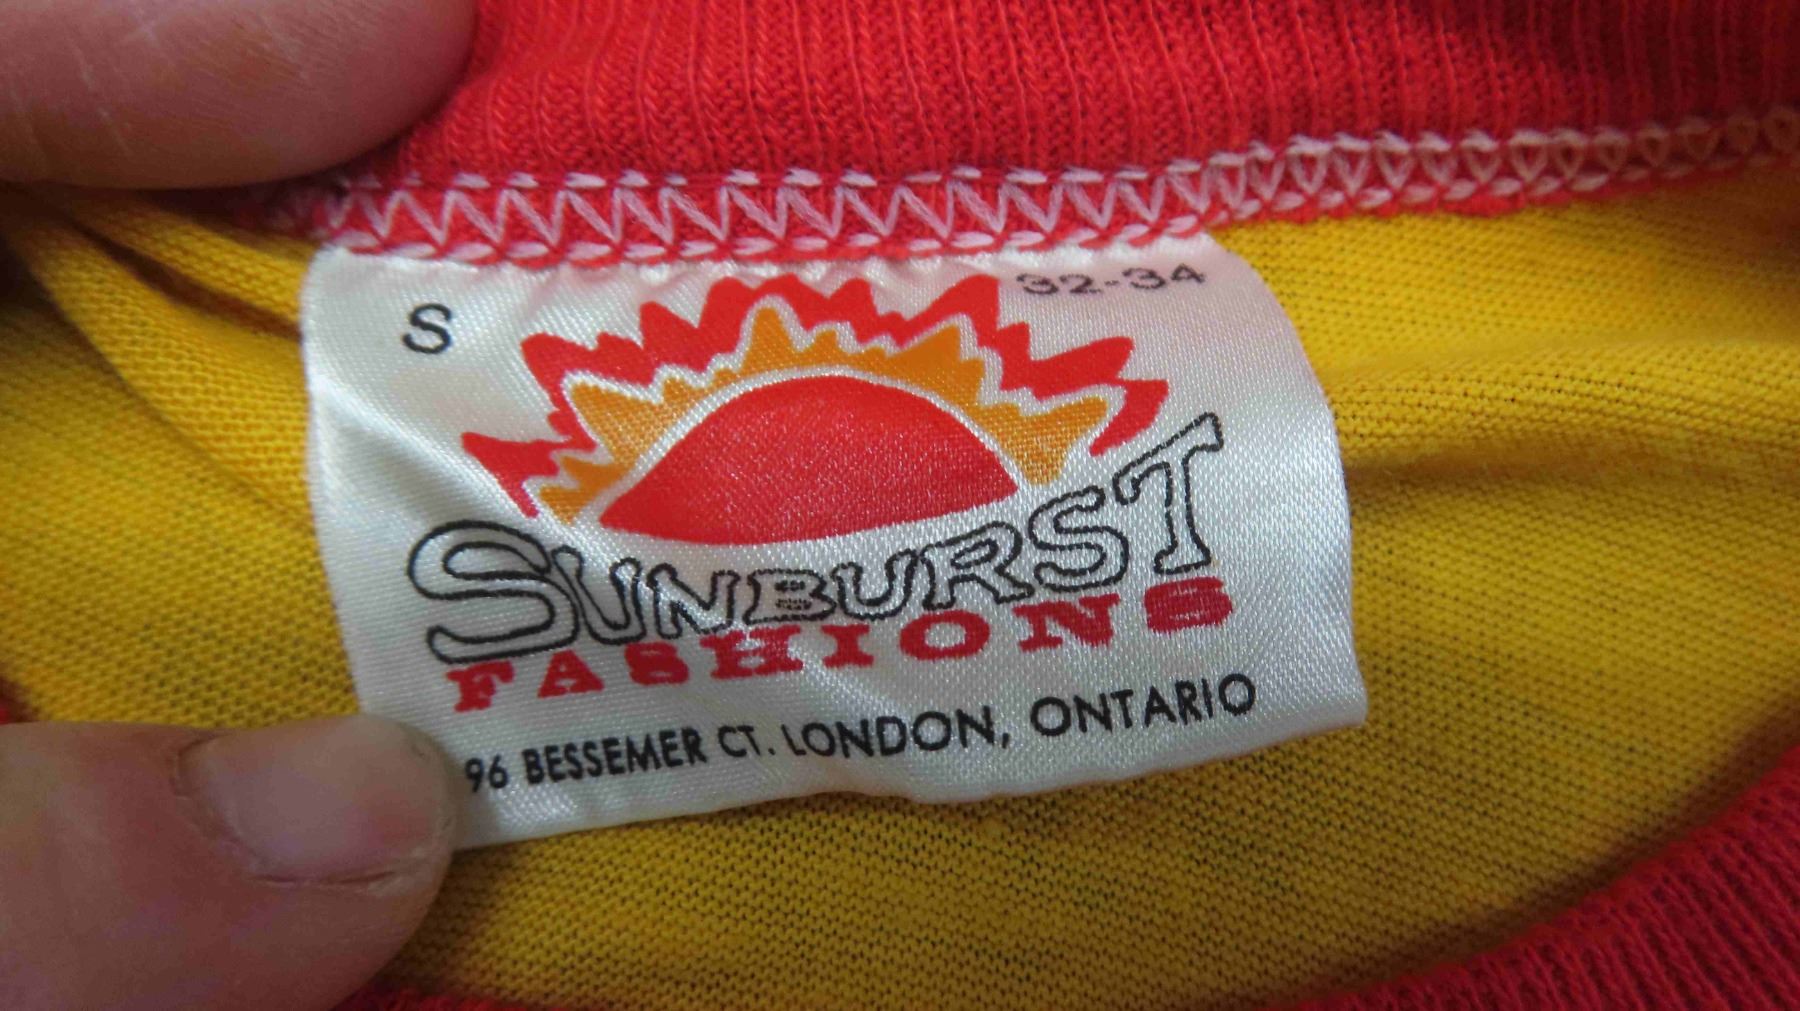 S
32-34
SUNBURST
FASHIONS
96 BESSEMER CT. LONDON, ONTARIO